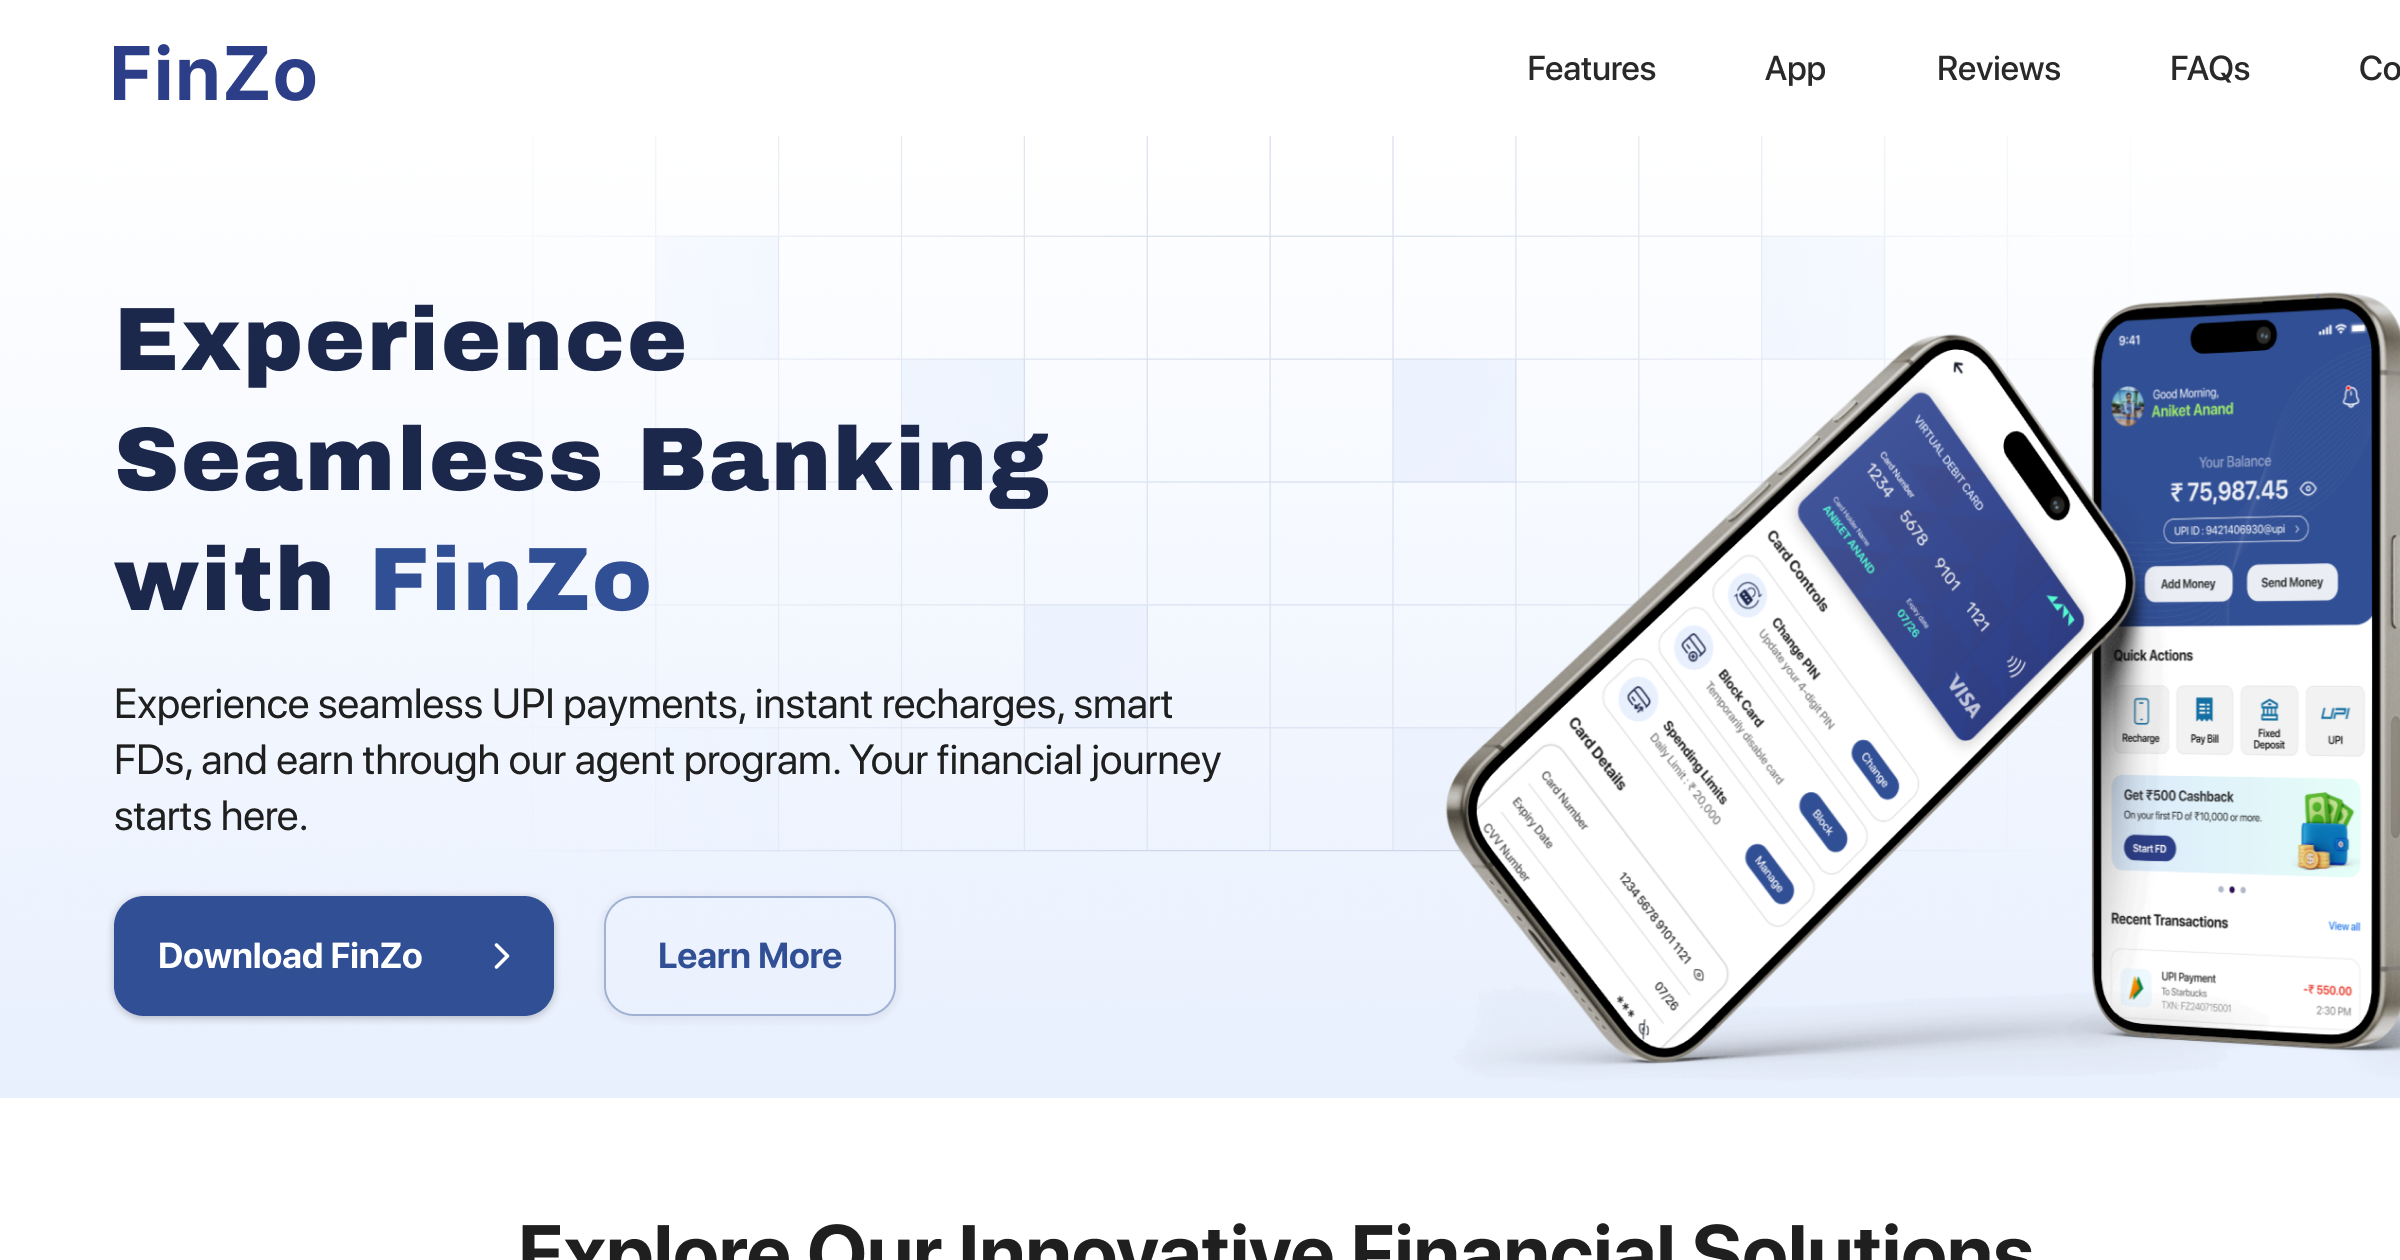 FinZo
Features
App
Reviews
FAQs
Co
Experience
Seamless Banking
with FinZo
Experience seamless UPI payments, instant recharges, smart
FDs, and earn through our agent program. Your financial journey
starts here.
Download FinZo
Learn More
VIRTUAL DEBIT CARD
Card Number
1234 5678 9101 1121
Card Holder Name
ANIKET ANAND
Expiry date
07/26
VISA
Card Controls
Change PIN
Update your 4-digit PIN
Change
Block Card
Temporarily disable card
Block
Spending Limits
Daily Limit : ₹ 20,000
Manage
Card Details
Card Number
1234 5678 9101 1121
Expiry Date
07/26
CVV Number
***
9:41
Good Morning,
Aniket Anand
Your Balance
₹ 75,987.45
UPI ID : 9421406930@upi
Add Money
Send Money
Quick Actions
Recharge
Pay Bill
Fixed
Deposit
UPI
UPI
Get ₹500 Cashback
On your first FD of ₹10,000 or more.
Start FD
Recent Transactions
View all
UPI Payment
-₹ 550.00
To Starbucks
TXN: FZ240715001
2:30 PM
Explore Our Innovative Financial Solutions